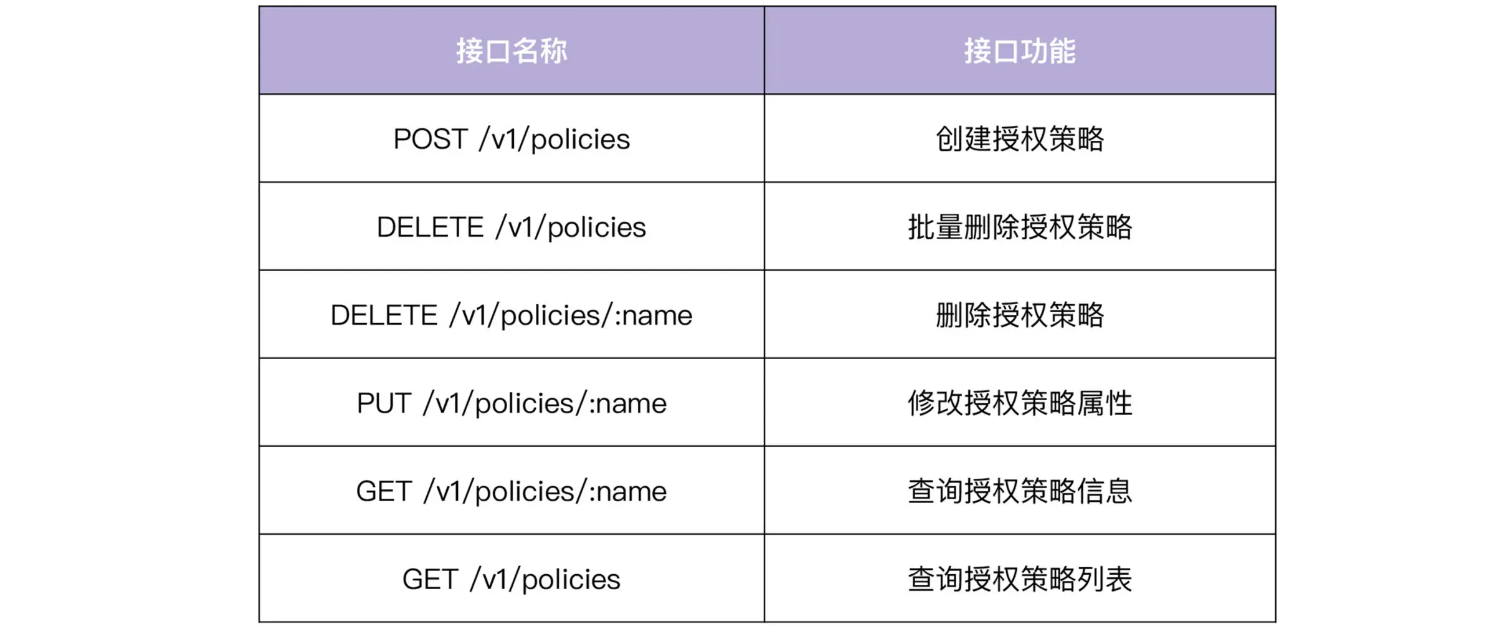 接口名称 接口功能
POST /v1/policies 创建授权策略
DELETE /v1/policies 批量删除授权策略
DELETE /v1/policies/:name 删除授权策略
PUT /v1/policies/:name 修改授权策略属性
GET /v1/policies/:name 查询授权策略信息
GET /v1/policies 查询授权策略列表